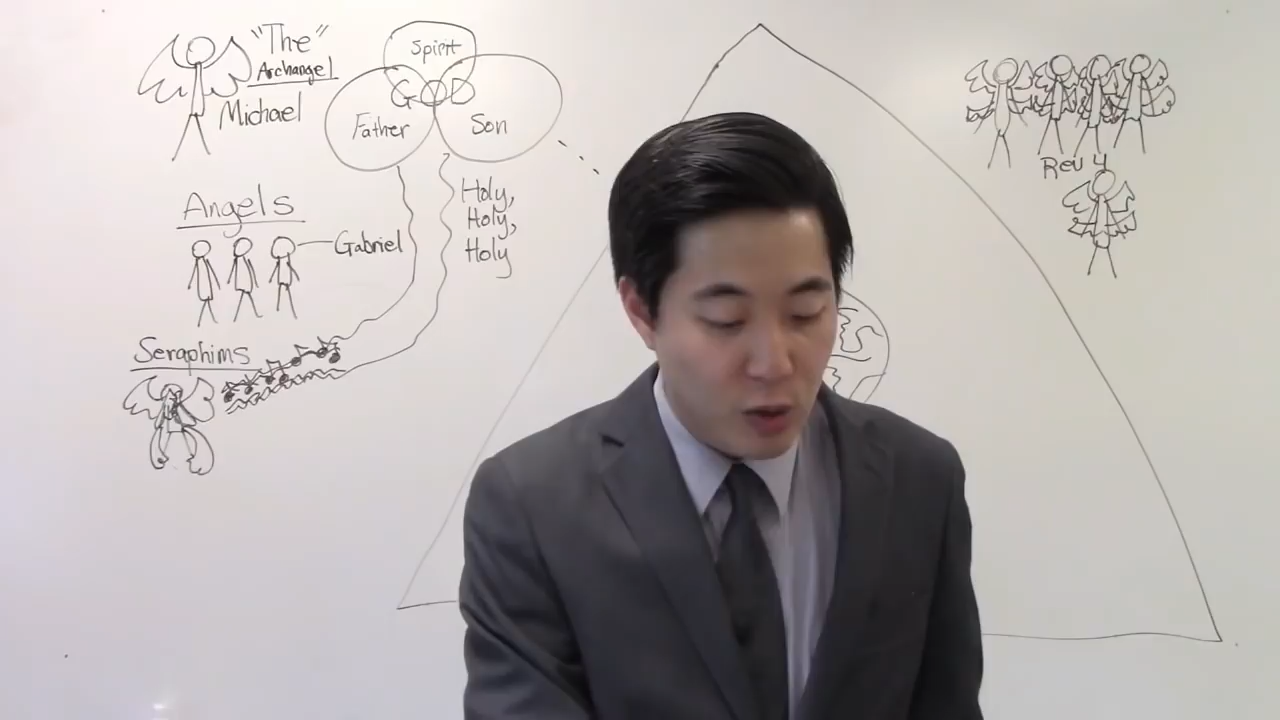 "The"
Archangel
Michael
Spirit
GOD
Father
Son
Holy,
Holy,
Holy
Angels
Gabriel
Seraphims
Rev 4